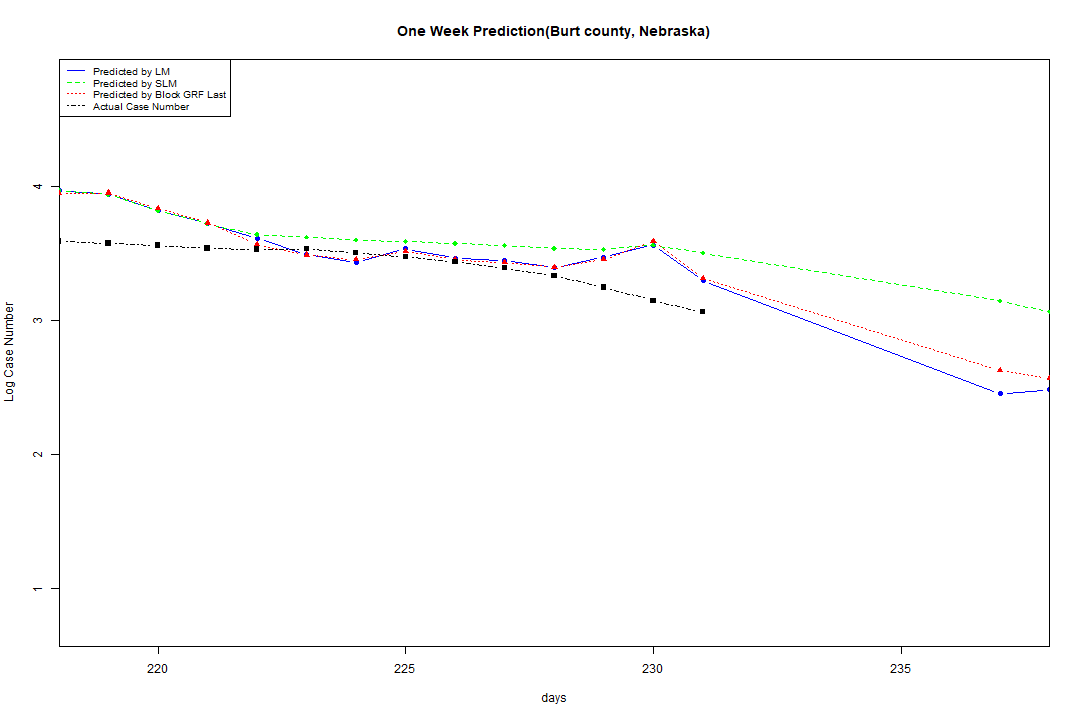 One Week Prediction(Burt county, Nebraska)
Predicted by LM
Predicted by SLM
Predicted by Block GRF Last
Actual Case Number
4
3
2
1
Log Case Number
220 225 230 235
days